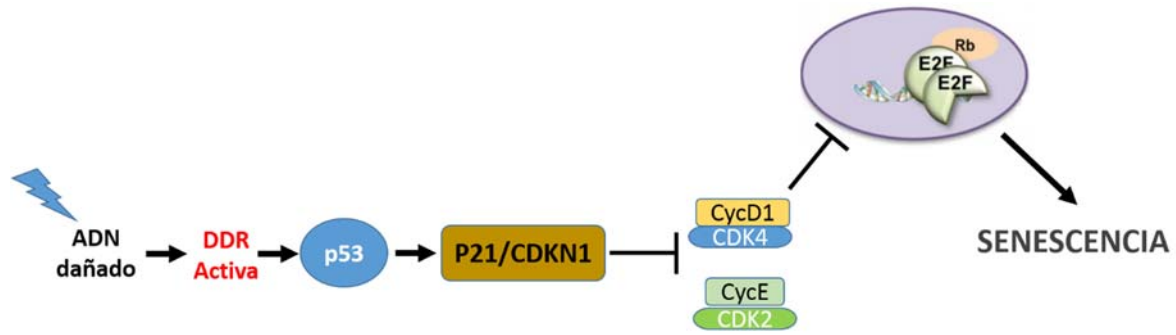 Rb
E2F
E2F
CycD1
CDK4
ADN
dañado
DDR
Activa
p53
P21/CDKN1
SENESCENCIA
CycE
CDK2